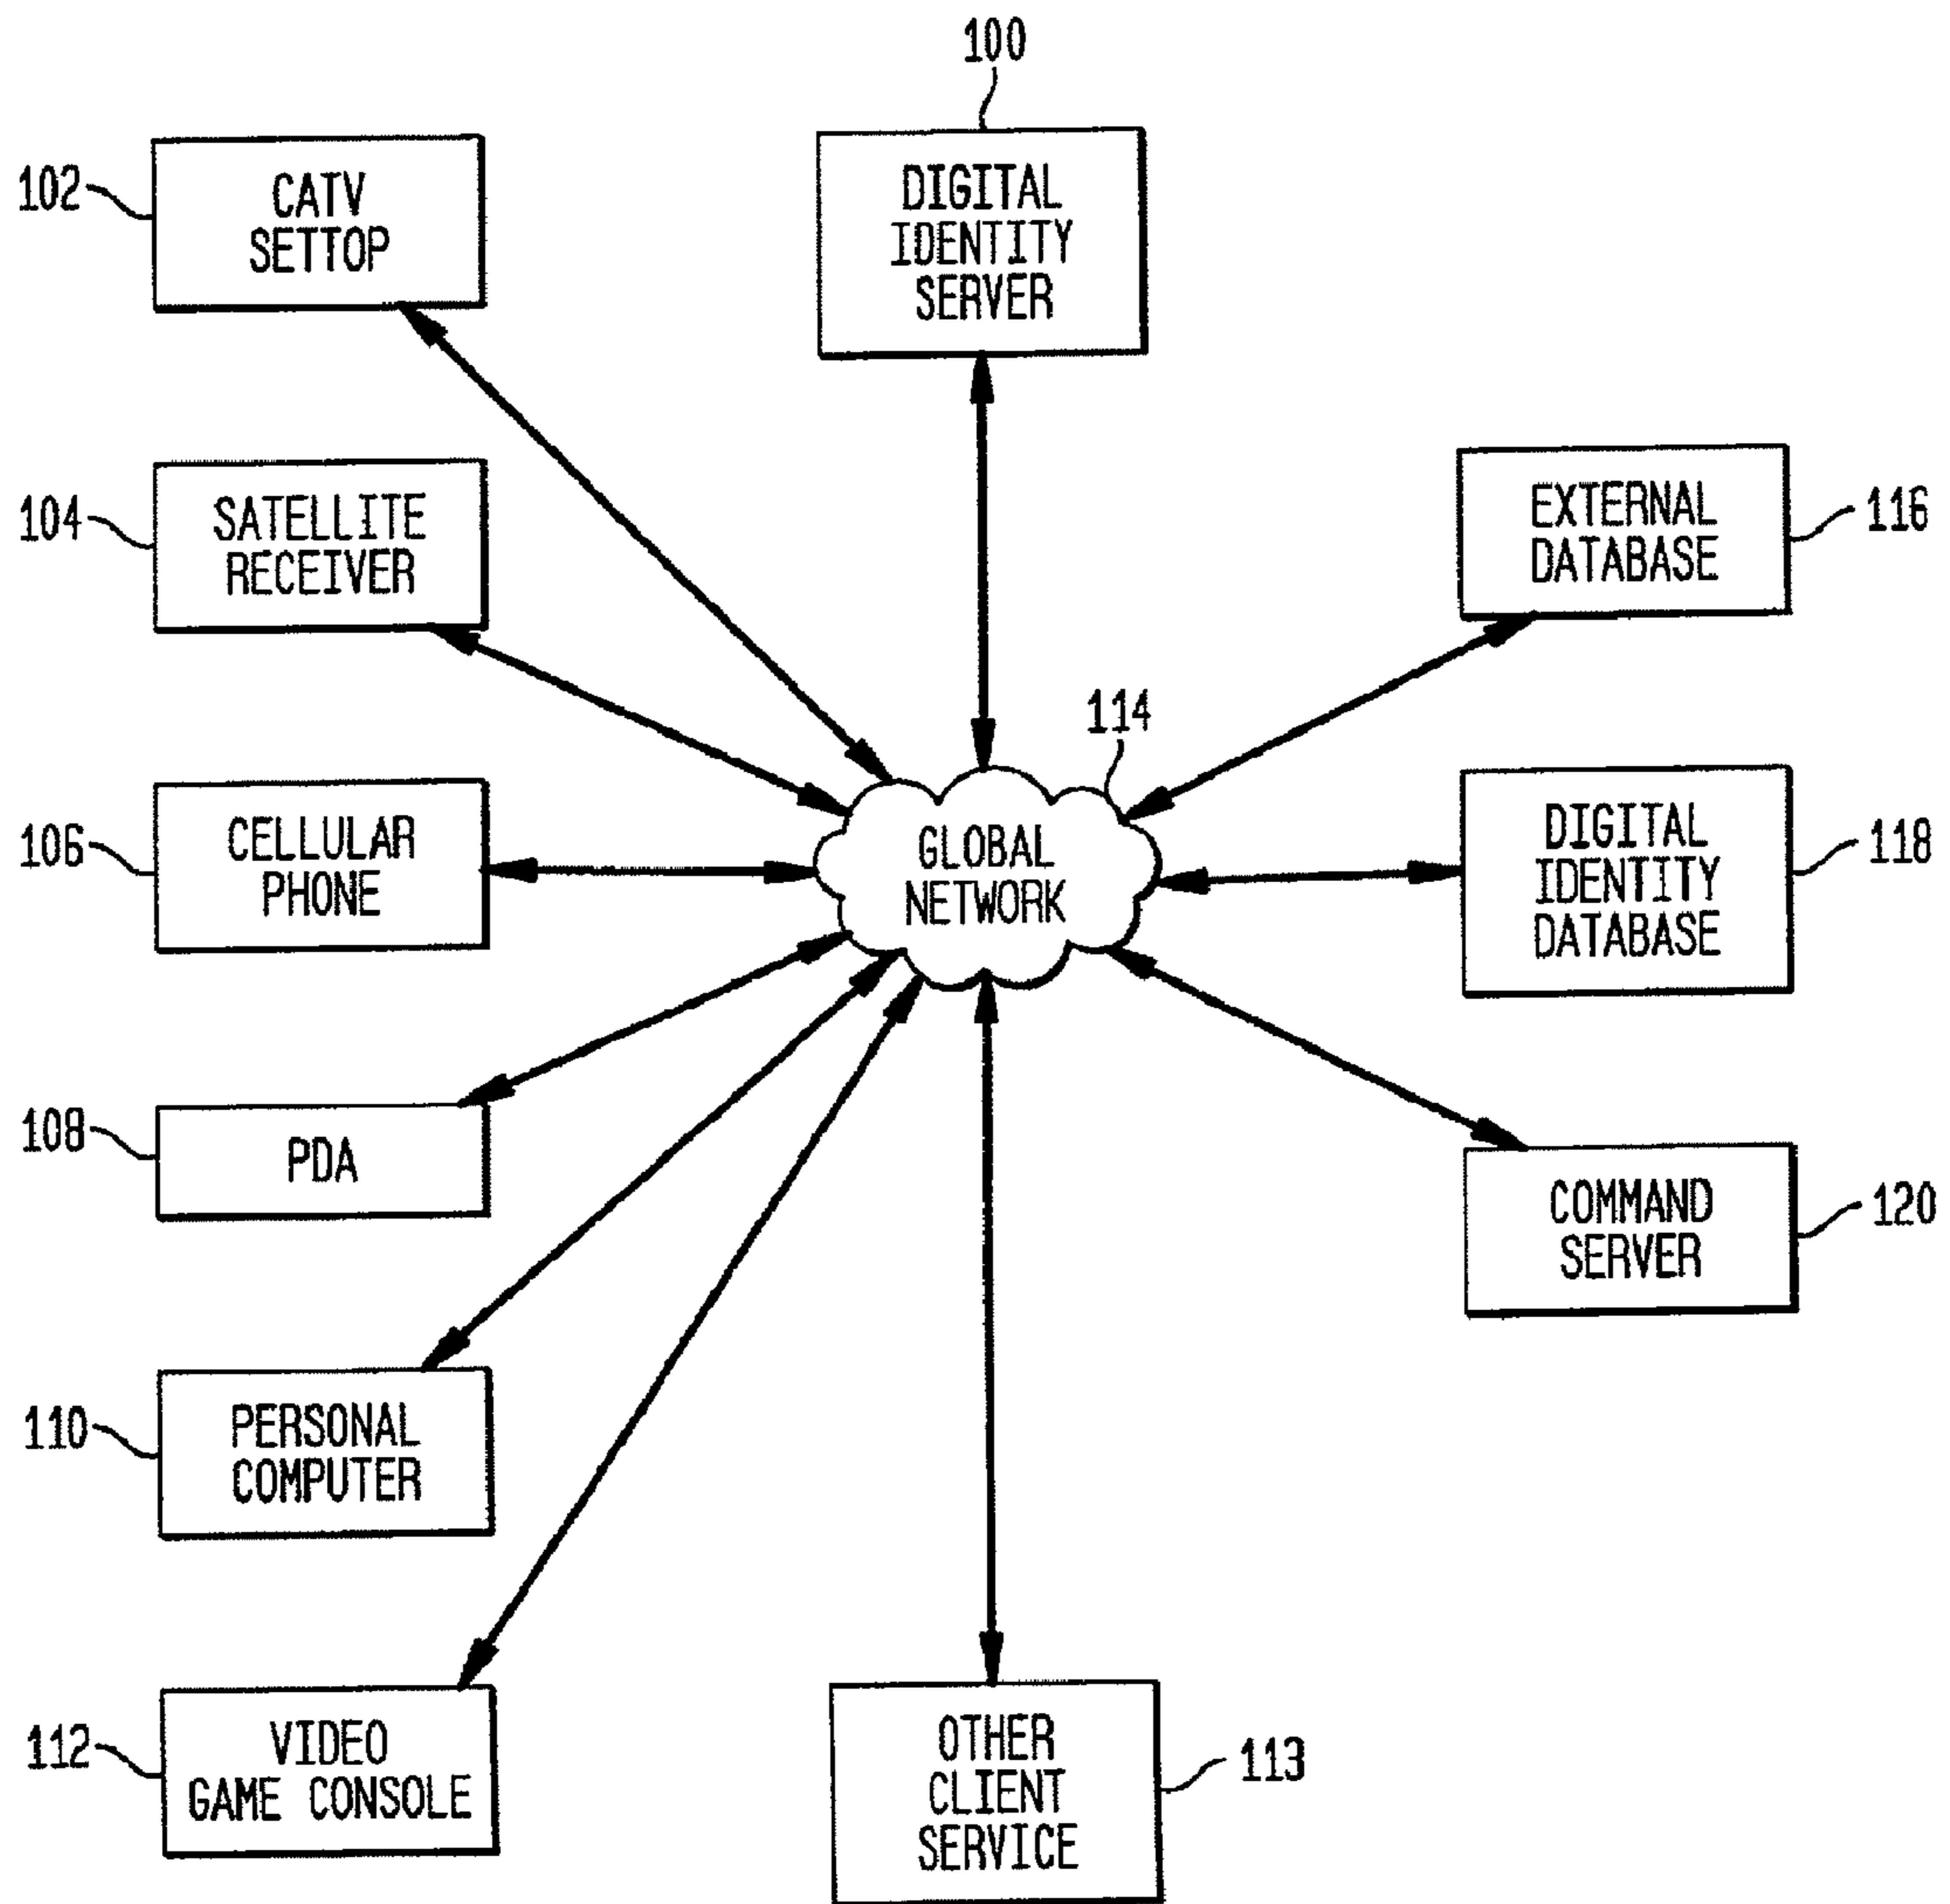 100
102
CATV
SETTOP
DIGITAL
IDENTITY
SERVER
104
SATELLITE
RECEIVER
EXTERNAL
DATABASE
116
114
106
CELLULAR
PHONE
GLOBAL
NETWORK
DIGITAL
IDENTITY
DATABASE
118
108
PDA
COMMAND
SERVER
120
110
PERSONAL
COMPUTER
112
VIDEO
GAME CONSOLE
OTHER
CLIENT
SERVICE
113